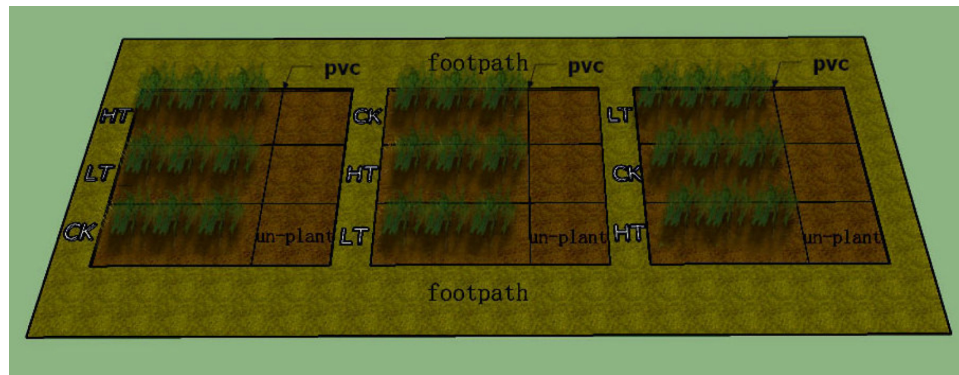 footpath
pvc pvc pvc
HT CK LT
LT HT CK
CK un-plant LT un-plant HT un-plant
footpath